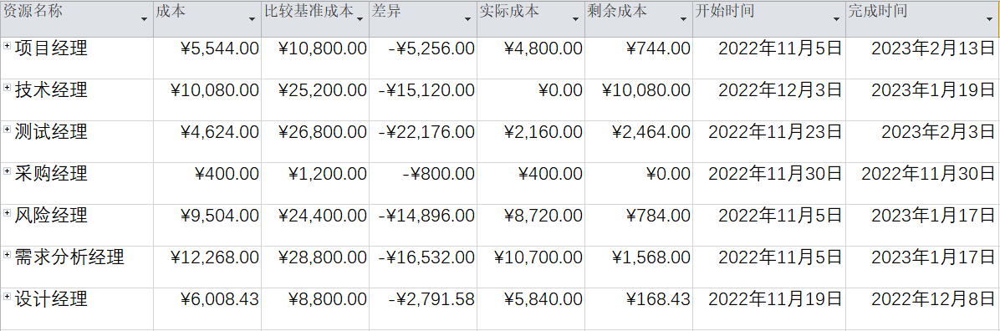 资源名称 成本 比较基准成本 差异 实际成本 剩余成本 开始时间 完成时间
项目经理 ¥5,544.00 ¥10,800.00 -¥5,256.00 ¥4,800.00 ¥744.00 2022年11月5日 2023年2月13日
技术经理 ¥10,080.00 ¥25,200.00 -¥15,120.00 ¥0.00 ¥10,080.00 2022年12月3日 2023年1月19日
测试经理 ¥4,624.00 ¥26,800.00 -¥22,176.00 ¥2,160.00 ¥2,464.00 2022年11月23日 2023年2月3日
采购经理 ¥400.00 ¥1,200.00 -¥800.00 ¥400.00 ¥0.00 2022年11月30日 2022年11月30日
风险经理 ¥9,504.00 ¥24,400.00 -¥14,896.00 ¥8,720.00 ¥784.00 2022年11月5日 2023年1月17日
需求分析经理 ¥12,268.00 ¥28,800.00 -¥16,532.00 ¥10,700.00 ¥1,568.00 2022年11月5日 2023年1月17日
设计经理 ¥6,008.43 ¥8,800.00 -¥2,791.58 ¥5,840.00 ¥168.43 2022年11月19日 2022年12月8日